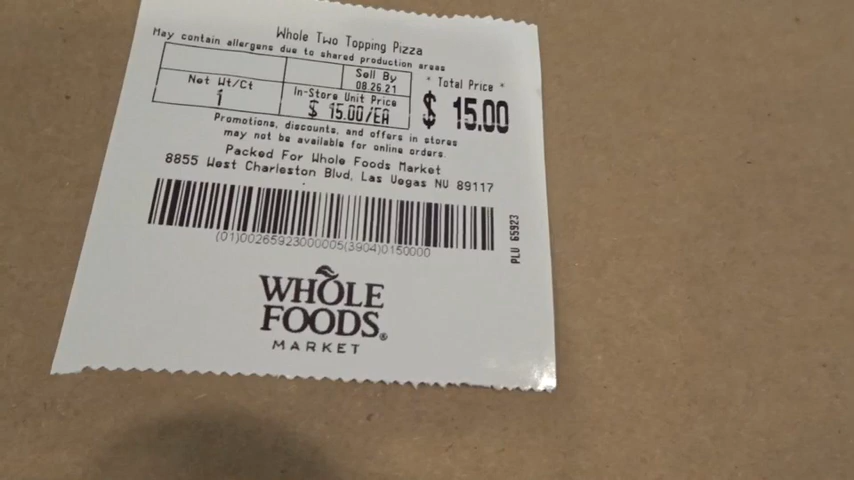 Whole Two Topping Pizza
May contain allergens due to shared production areas
Sell By
08.26.21
* Total Price *
Net Wt/Ct
1
In-Store Unit Price
$ 15.00/EA
$ 15.00
Promotions, discounts, and offers in stores
may not be available for online orders.
Packed For Whole Foods Market
8855 West Charleston Blvd, Las Vegas NV 89117
(01)00265923000005(3904)0150000
PLU 65923
WHOLE
FOODS®
MARKET